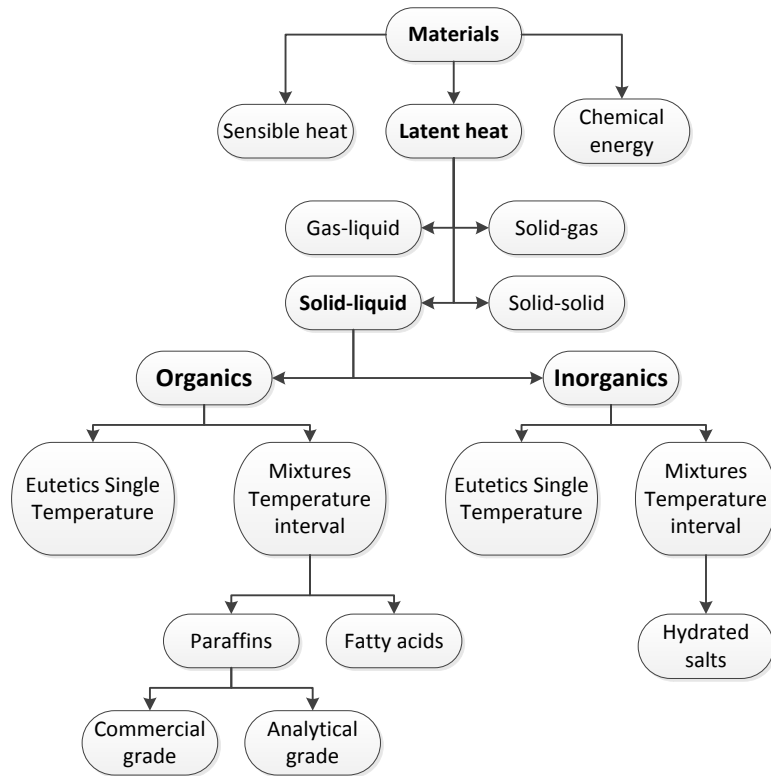 Materials
Sensible heat
Latent heat
Chemical
energy
Gas-liquid
Solid-gas
Solid-liquid
Solid-solid
Organics
Inorganics
Eutetics Single
Temperature
Mixtures
Temperature
interval
Eutetics Single
Temperature
Mixtures
Temperature
interval
Paraffins
Fatty acids
Hydrated
salts
Commercial
grade
Analytical
grade